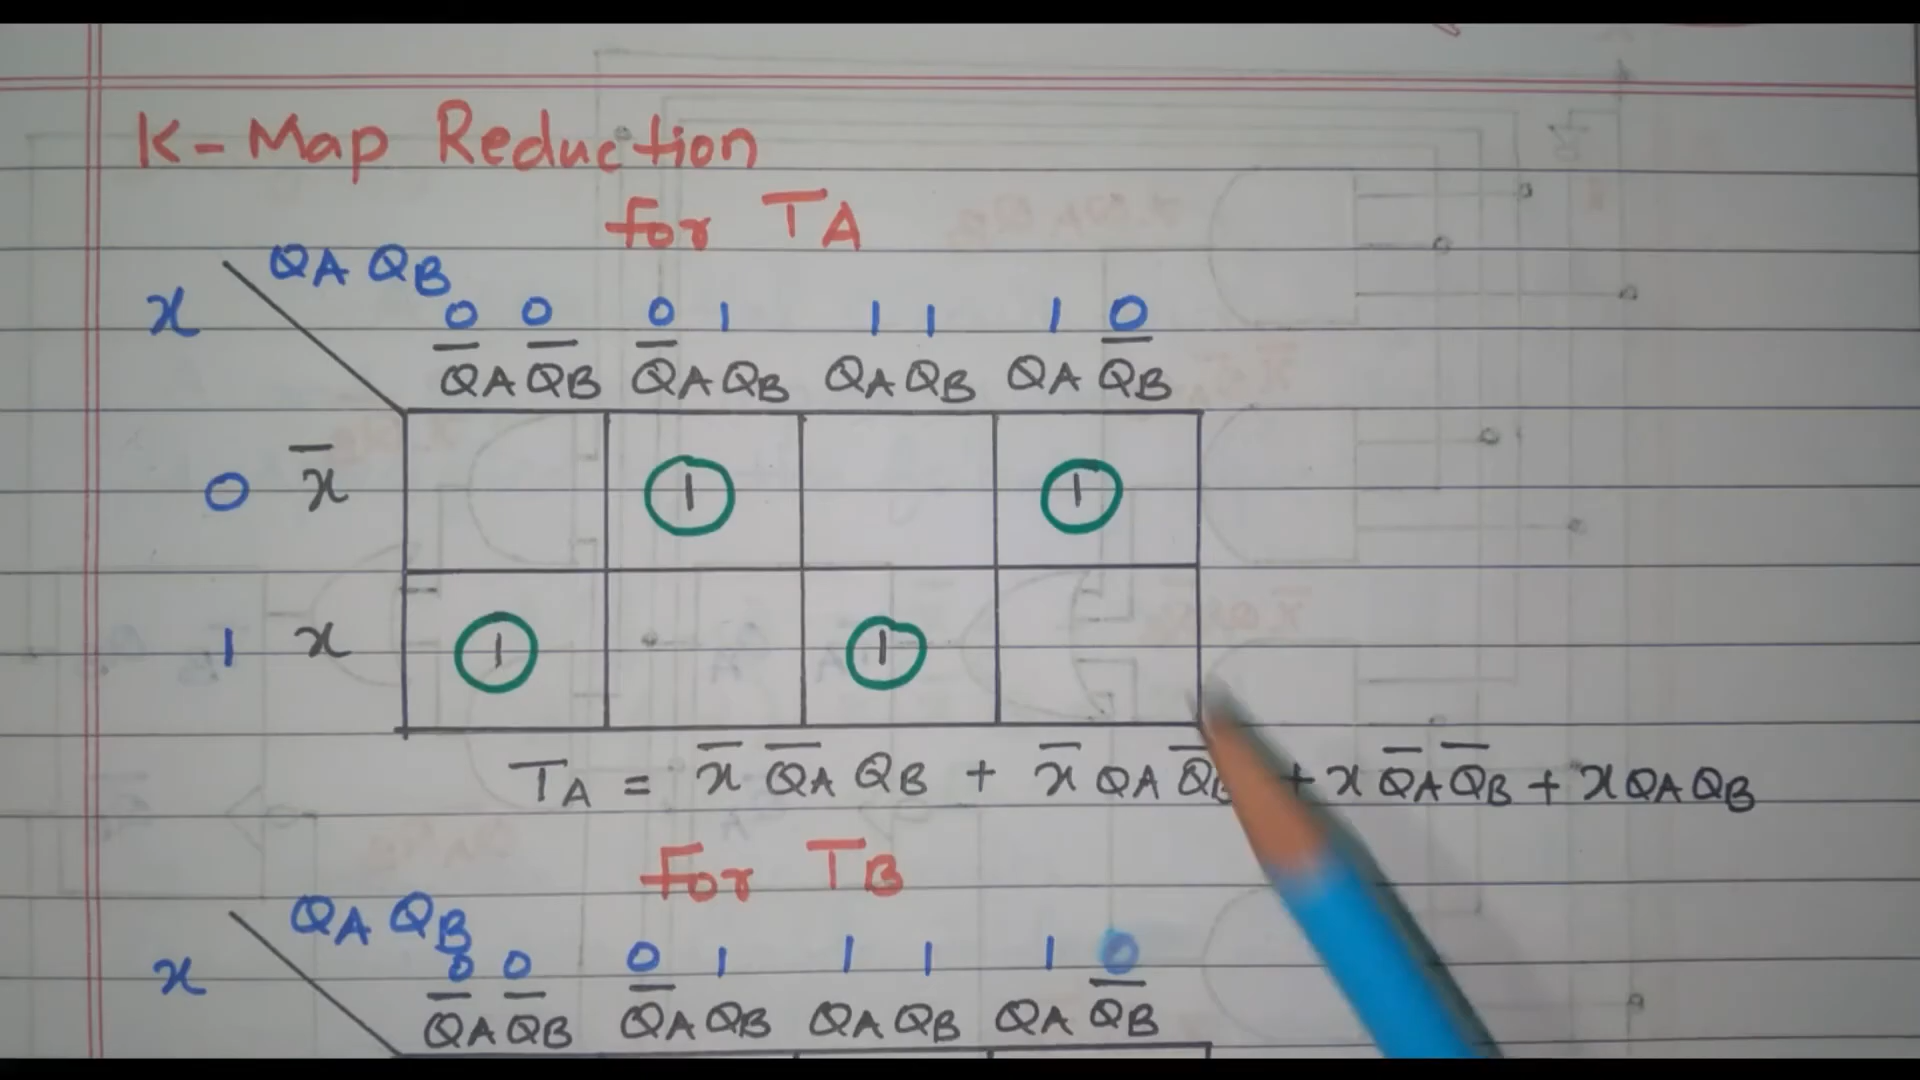 K-Map Reduction
for TA
QA QB
x 0 0 0 1 1 1 1 0
Q̅A Q̅B Q̅A QB QA QB QA Q̅B
0 x̅ 1 1
1 x 1 1
TA = x̅ Q̅A QB + x̅ QA Q̅B + x Q̅A Q̅B + x QA QB
For TB
QA QB
x 0 0 0 1 1 1 1 0
Q̅A Q̅B Q̅A QB QA QB QA Q̅B